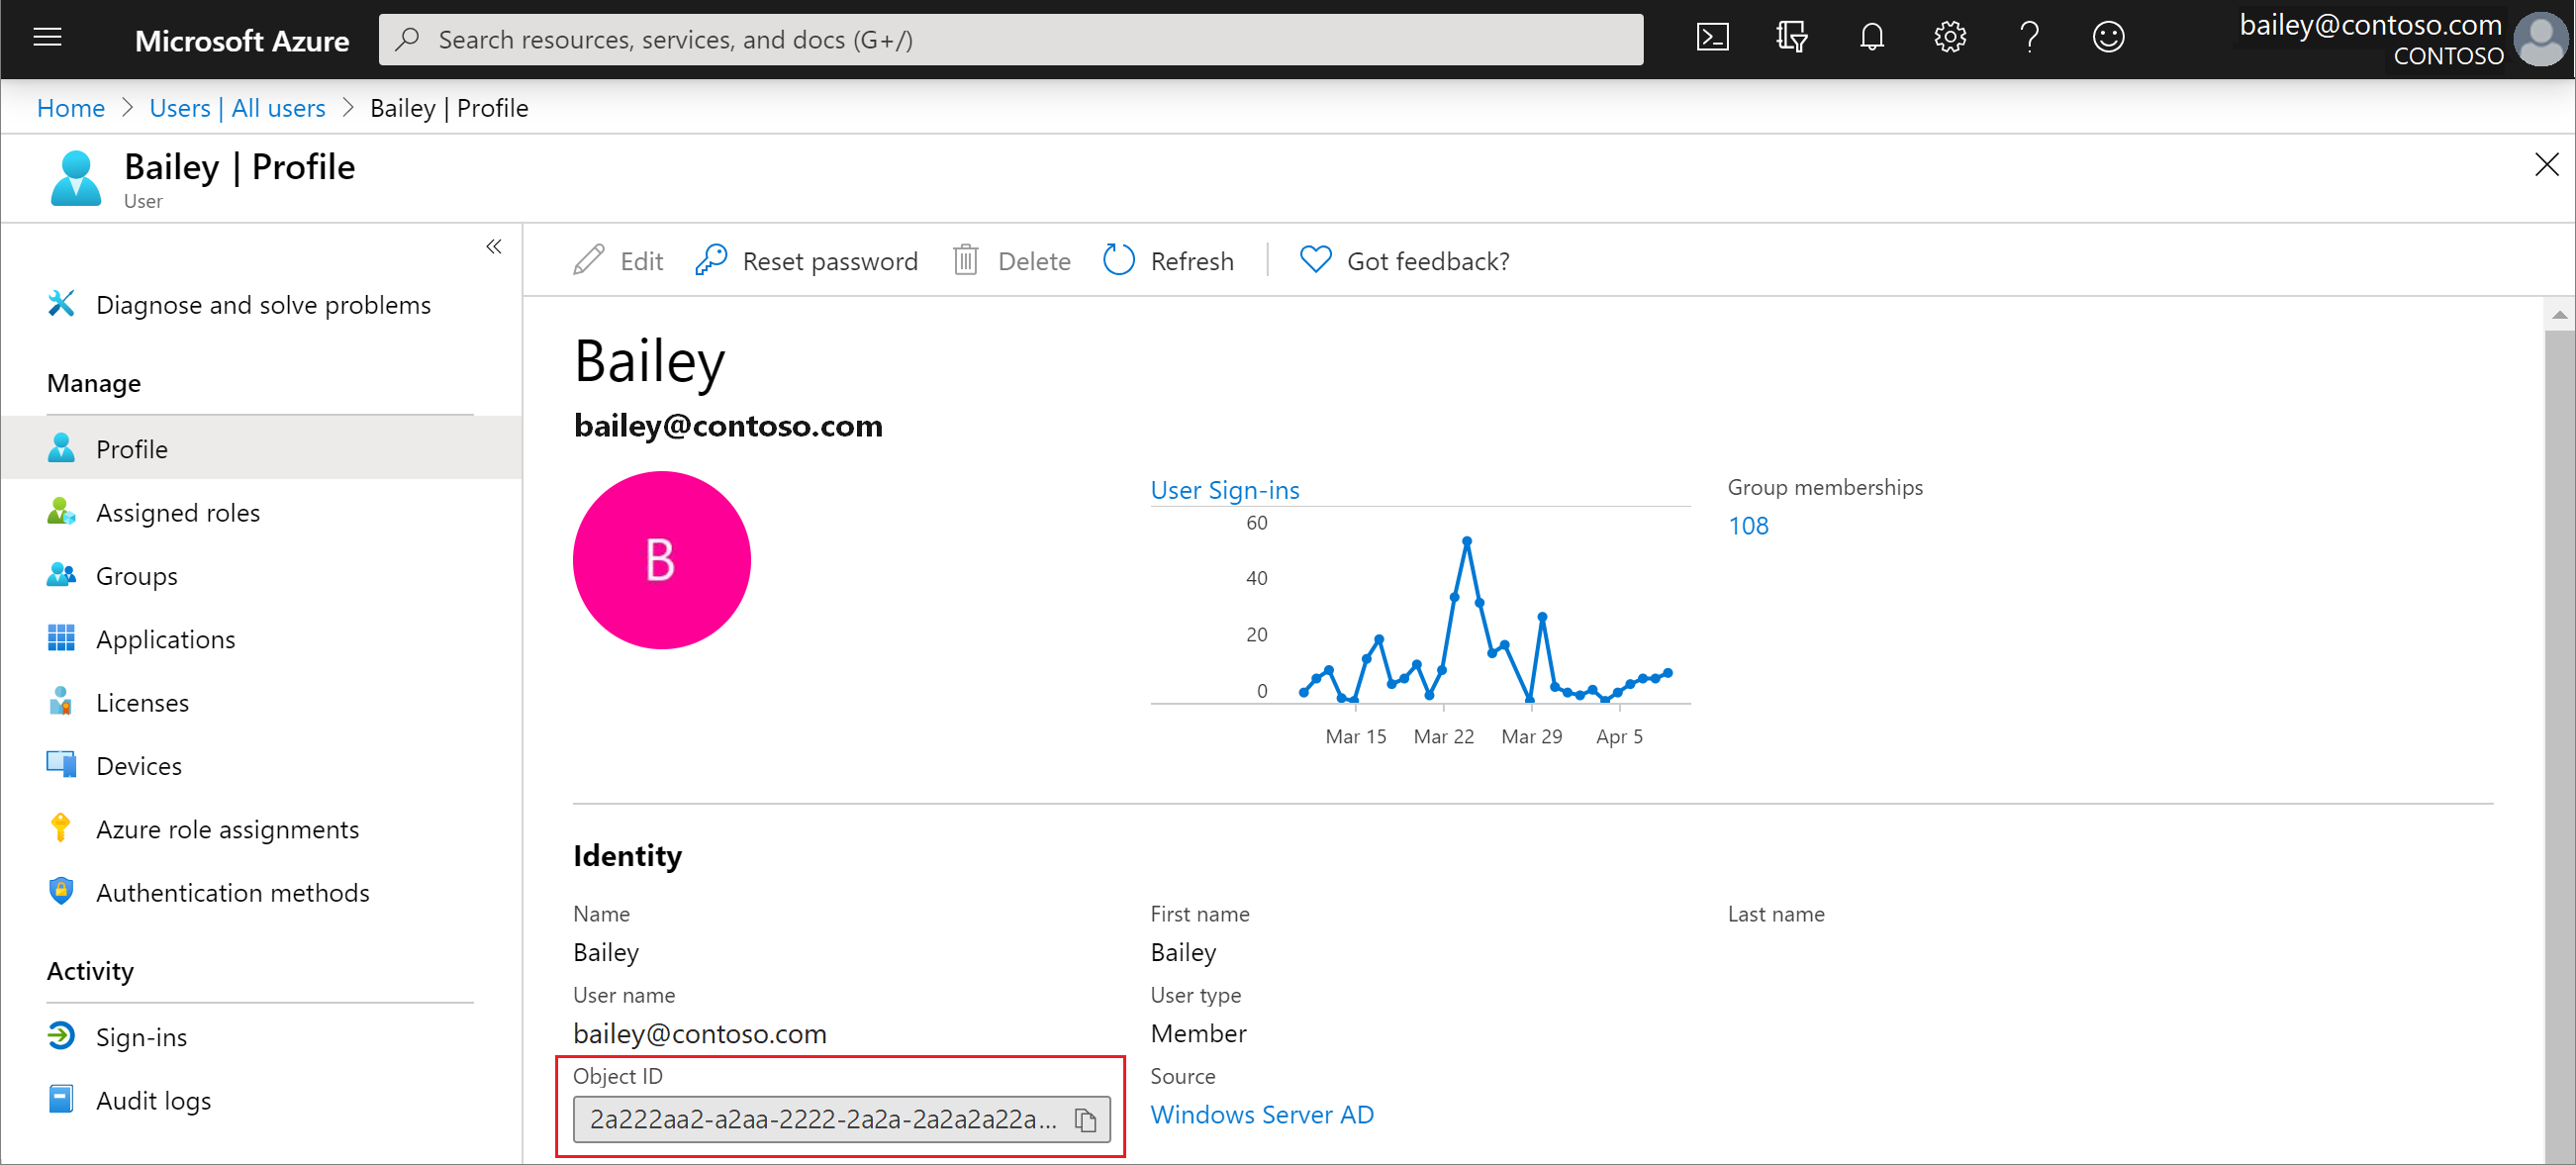 Microsoft Azure
Search resources, services, and docs (G+/)
bailey@contoso.com
CONTOSO
Home > Users | All users > Bailey | Profile
Bailey | Profile
User
Diagnose and solve problems
Manage
Profile
Assigned roles
Groups
Applications
Licenses
Devices
Azure role assignments
Authentication methods
Activity
Sign-ins
Audit logs
Edit Reset password Delete Refresh Got feedback?
Bailey
bailey@contoso.com
B
User Sign-ins
60
40
20
0
Mar 15 Mar 22 Mar 29 Apr 5
Group memberships
108
Identity
Name
Bailey
First name
Bailey
Last name
User name
bailey@contoso.com
User type
Member
Object ID
2a222aa2-a2aa-2222-2a2a-2a2a2a22a...
Source
Windows Server AD